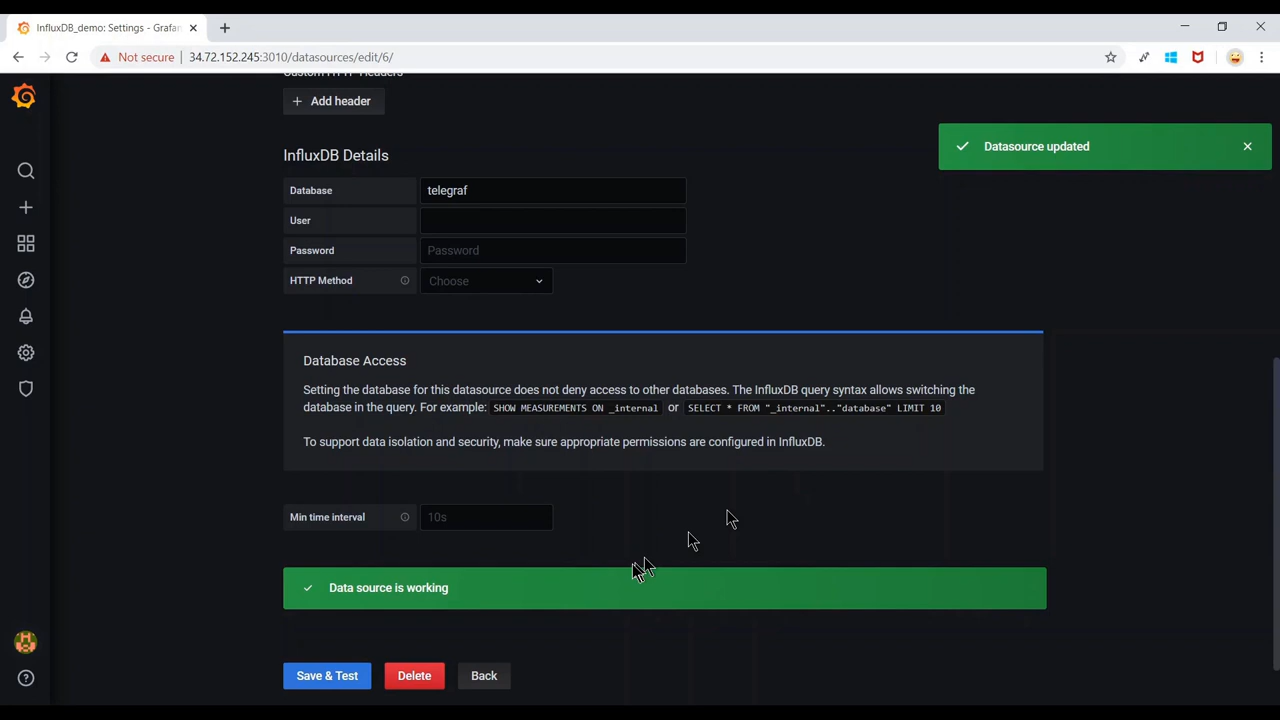 InfluxDB_demo: Settings - Grafan
Not secure | 34.72.152.245:3010/datasources/edit/6/
Custom HTTP Headers
+ Add header
Datasource updated
InfluxDB Details
Database telegraf
User
Password Password
HTTP Method Choose
Database Access
Setting the database for this datasource does not deny access to other databases. The InfluxDB query syntax allows switching the
database in the query. For example: SHOW MEASUREMENTS ON _internal or SELECT * FROM "_internal".."database" LIMIT 10
To support data isolation and security, make sure appropriate permissions are configured in InfluxDB.
Min time interval 10s
Data source is working
Save & Test Delete Back